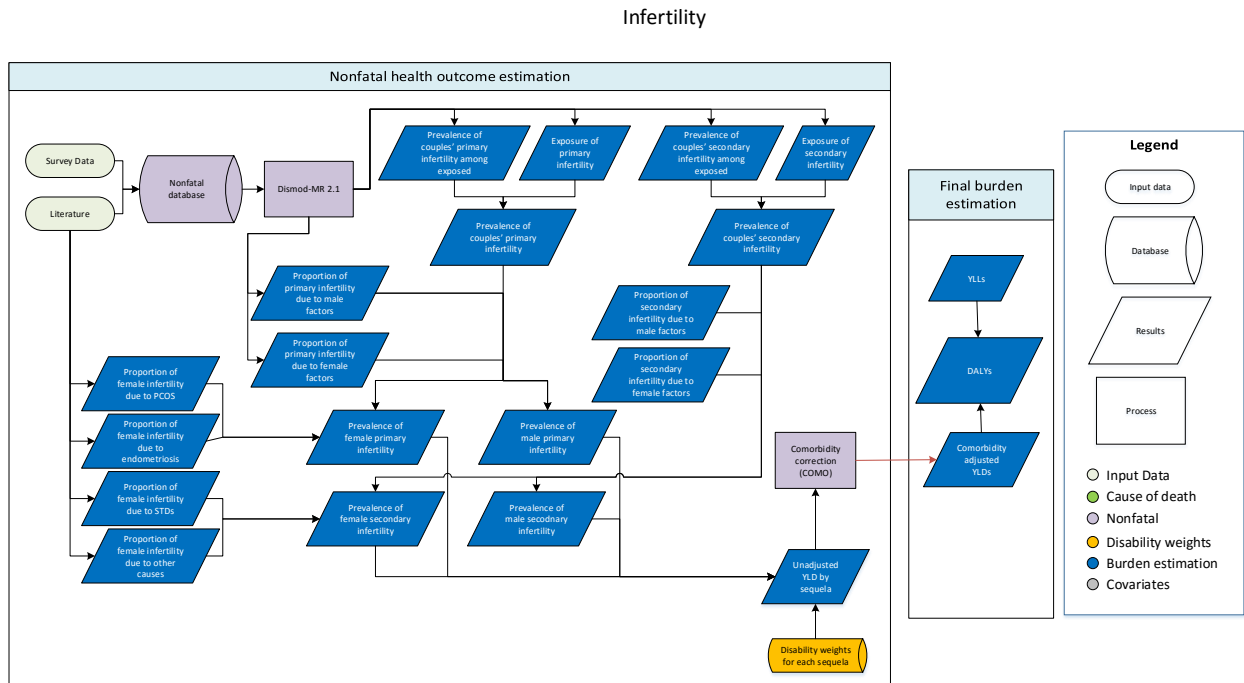 Infertility
Nonfatal health outcome estimation
Survey Data
Literature
Nonfatal
database
Dismod-MR 2.1
Prevalence of
couples' primary
infertility among
exposed
Exposure of
primary
infertility
Prevalence of
couples' secondary
infertility among
exposed
Exposure of
secondary
infertility
Prevalence of
couples' primary
infertility
Prevalence of
couples' secondary
infertility
Proportion of
primary infertility
due to male
factors
Proportion of
secondary
infertility due to
male factors
Proportion of
primary infertility
due to female
factors
Proportion of
secondary
infertility due to
female factors
Proportion of
female infertility
due to PCOS
Proportion of
female infertility
due to
endometriosis
Proportion of
female infertility
due to STDs
Proportion of
female infertility
due to other
causes
Prevalence of
female primary
infertility
Prevalence of
male primary
infertility
Prevalence of
female secondary
infertility
Prevalence of
male secodnary
infertility
Comorbidity
correction
(COMO)
Unadjusted
YLD by
sequela
Disability weights
for each sequela
Final burden
estimation
YLLs
DALYs
Comorbidity
adjusted
YLDs
Legend
Input data
Database
Results
Process
Input Data
Cause of death
Nonfatal
Disability weights
Burden estimation
Covariates